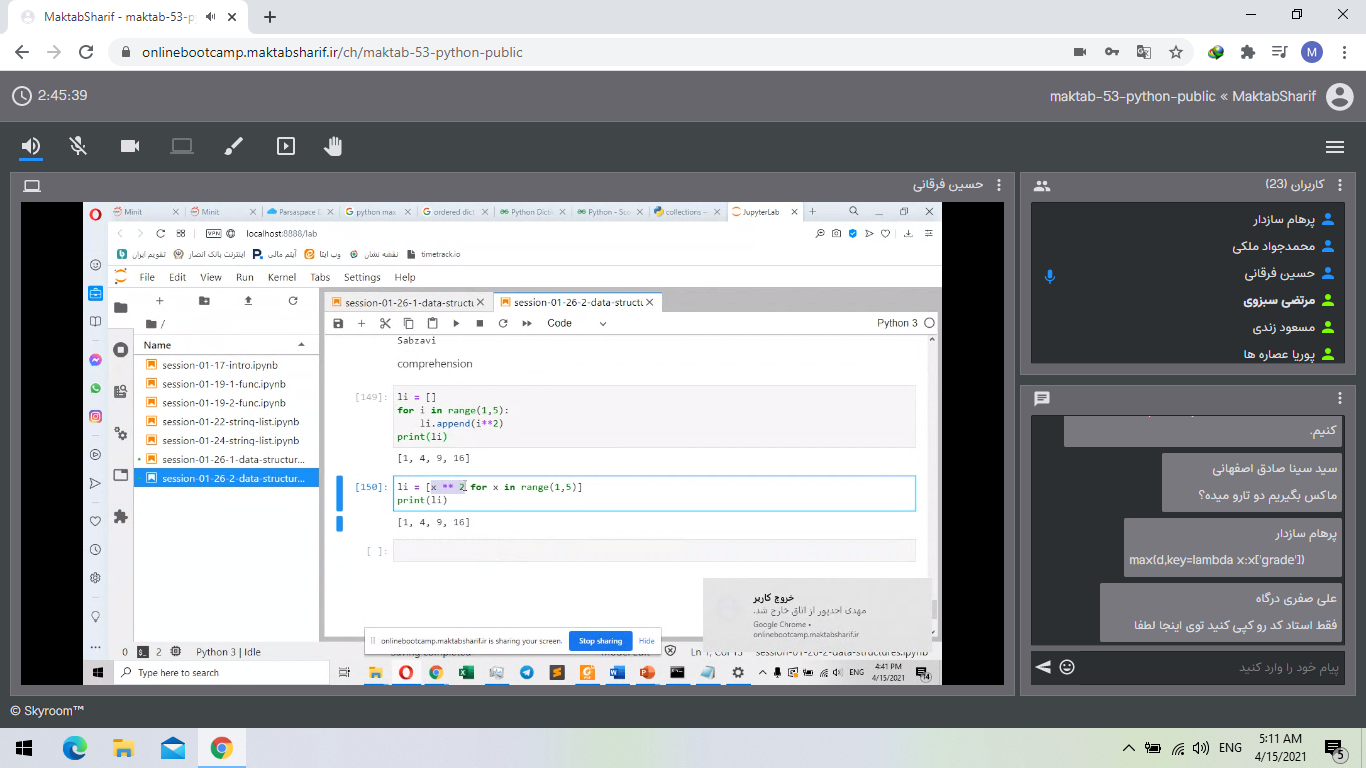 MaktabSharif - maktab-53-p
onlinebootcamp.maktabsharif.ir/ch/maktab-53-python-public
M
2:45:39
maktab-53-python-public « MaktabSharif
حسین فرقانی
Minit
Minit
Parsaspace
python max
ordered dict
Python Dicti
Python - Su
collections —
JupyterLab
VPN
localhost:8888/lab
تقویم ایران
اینترنت بانک انصار
آیتم مالی
وب ایتا
نقشه نشان
timetrack.io
File Edit View Run Kernel Tabs Settings Help
session-01-26-1-data-structu
session-01-26-2-data-structu
Code
Python 3
/
Name
session-01-17-intro.ipynb
session-01-19-1-func.ipynb
session-01-19-2-func.ipynb
session-01-22-string-list.ipynb
session-01-24-string-list.ipynb
session-01-26-1-data-structur...
session-01-26-2-data-structur...
Sabzavi
comprehension
[149]:
li = []
for i in range(1,5):
    li.append(i**2)
print(li)
[1, 4, 9, 16]
[150]:
li = [x ** 2 for x in range(1,5)]
print(li)
[1, 4, 9, 16]
[ ]:
خروج کاربر
مهدی احدپور از اتاق خارج شد.
Google Chrome •
onlinebootcamp.maktabsharif.ir
onlinebootcamp.maktabsharif.ir is sharing your screen.
Stop sharing
Hide
0
2
Python 3 | Idle
Saving completed
session-01-26-2-data-structures.ipynb
Type here to search
ENG
4:41 PM
4/15/2021
14
کاربران (23)
پرهام سازدار
محمدجواد ملکی
حسین فرقانی
مرتضی سبزوی
مسعود زندی
پوریا عصاره ها
کنیم.
سید سینا صادق اصفهانی
ماکس بگیریم دو تارو میده؟
پرهام سازدار
max(d,key=lambda x:x['grade'])
علی صفری درگاه
فقط استاد کد رو کپی کنید توی اینجا لطفا
پیام خود را وارد کنید
© Skyroom™
ENG
5:11 AM
4/15/2021
5